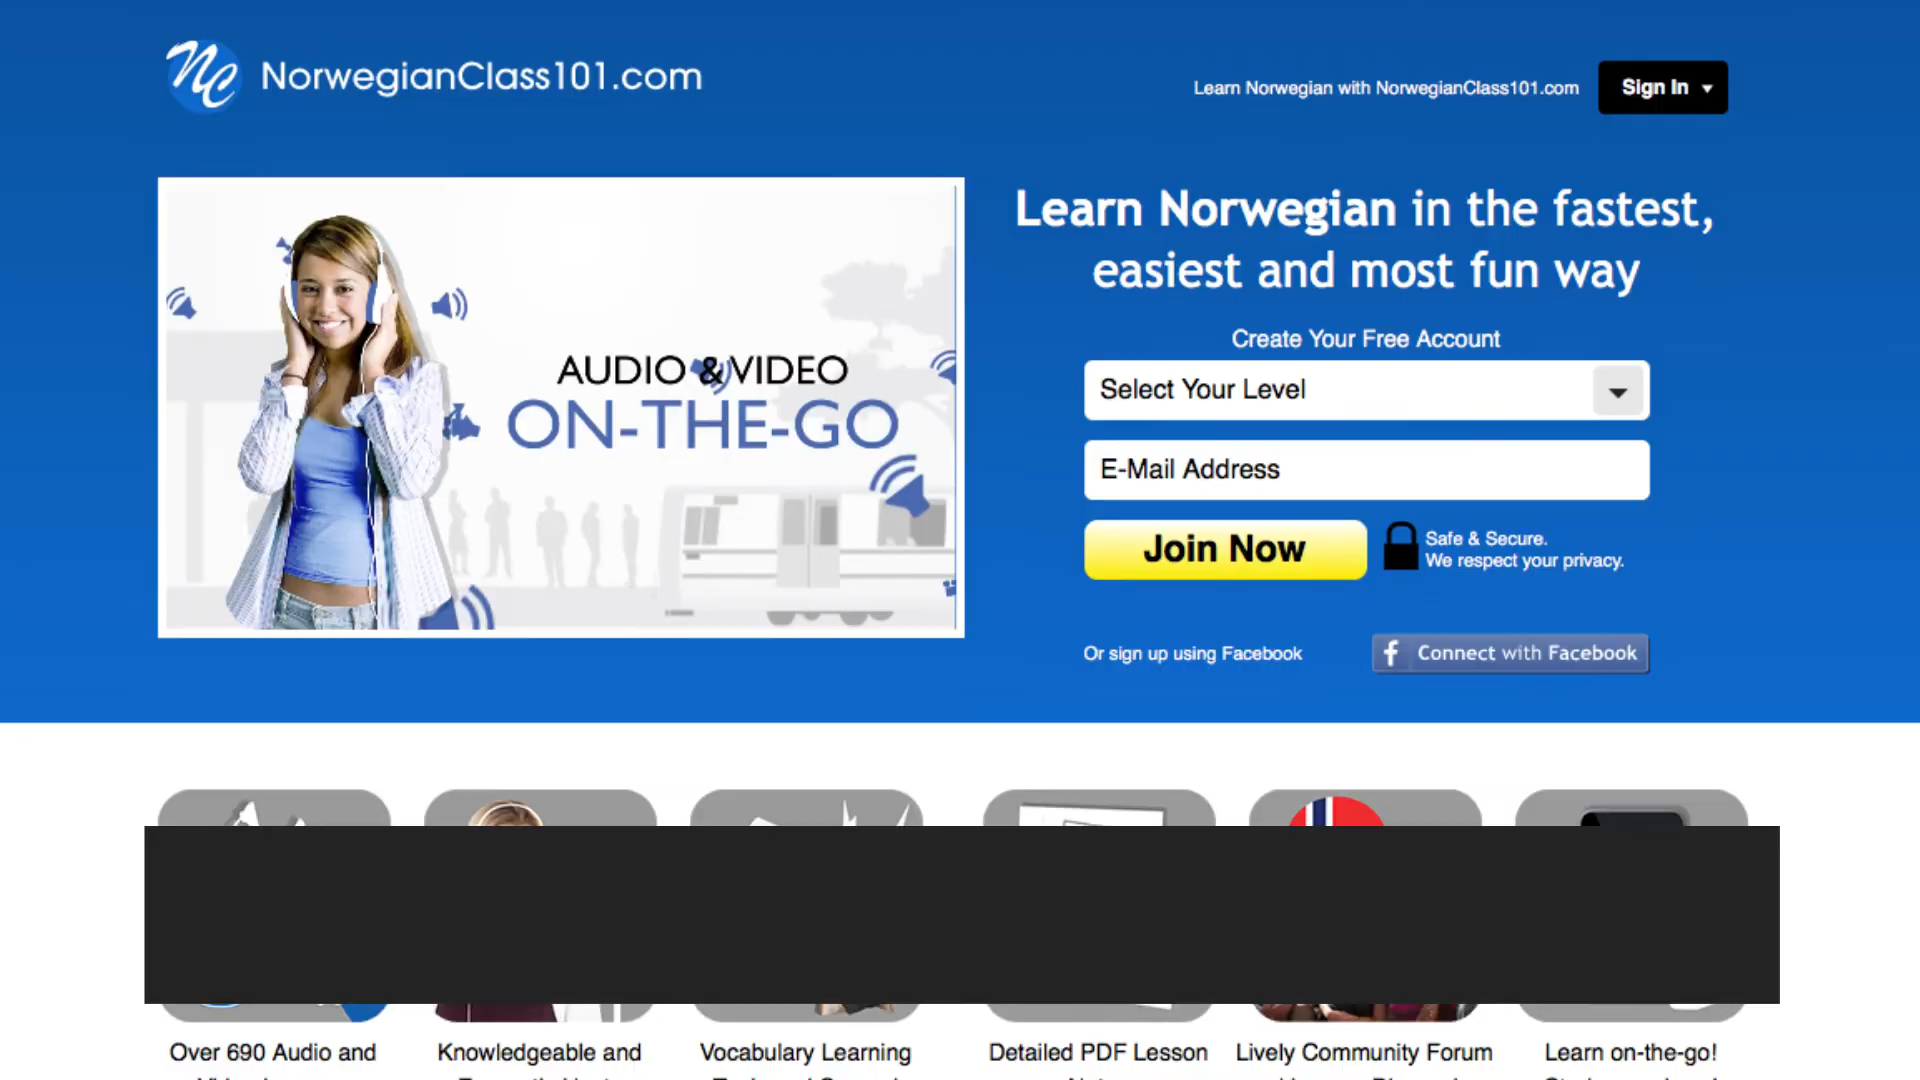 NC NorwegianClass101.com
Learn Norwegian with NorwegianClass101.com
Sign In
AUDIO & VIDEO
ON-THE-GO
Learn Norwegian in the fastest,
easiest and most fun way
Create Your Free Account
Select Your Level
E-Mail Address
Join Now
Safe & Secure.
We respect your privacy.
Or sign up using Facebook
f Connect with Facebook
Over 690 Audio and
Knowledgeable and
Vocabulary Learning
Detailed PDF Lesson
Lively Community Forum
Learn on-the-go!